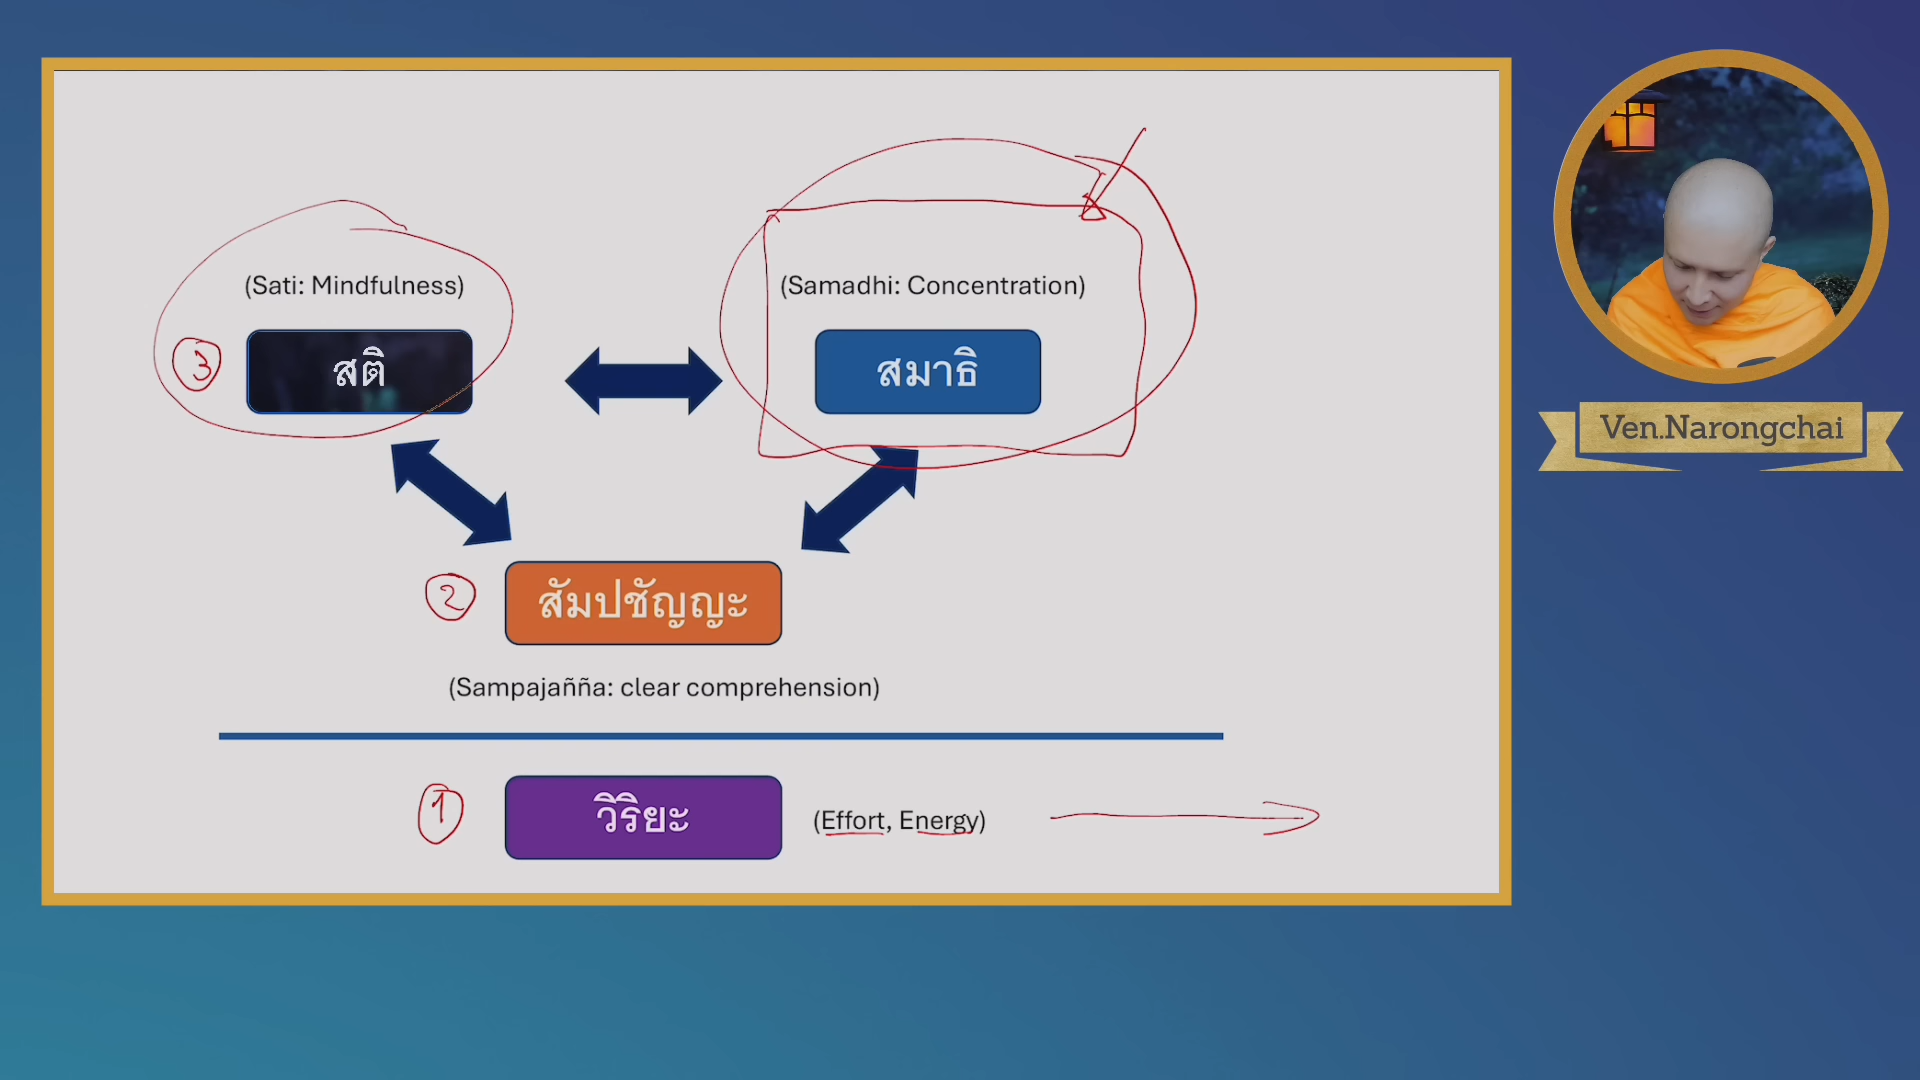 (Sati: Mindfulness)
(Samadhi: Concentration)
3
สติ
สมาธิ
2
สัมปชัญญะ
(Sampajañña: clear comprehension)
1
วิริยะ
(Effort, Energy)
Ven.Narongchai